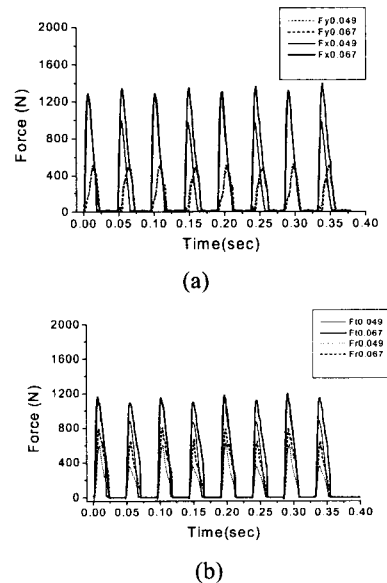 Fy0.049
Fy0.067
Fx0.049
Fx0.067
2000
1600
1200
800
400
0
Force (N)
0.00 0.05 0.10 0.15 0.20 0.25 0.30 0.35 0.40
Time(sec)
(a)
Ft0.049
Ft0.067
Fr0.049
Fr0.067
2000
1600
1200
800
400
0
Force (N)
0.00 0.05 0.10 0.15 0.20 0.25 0.30 0.35 0.40
Time(sec)
(b)